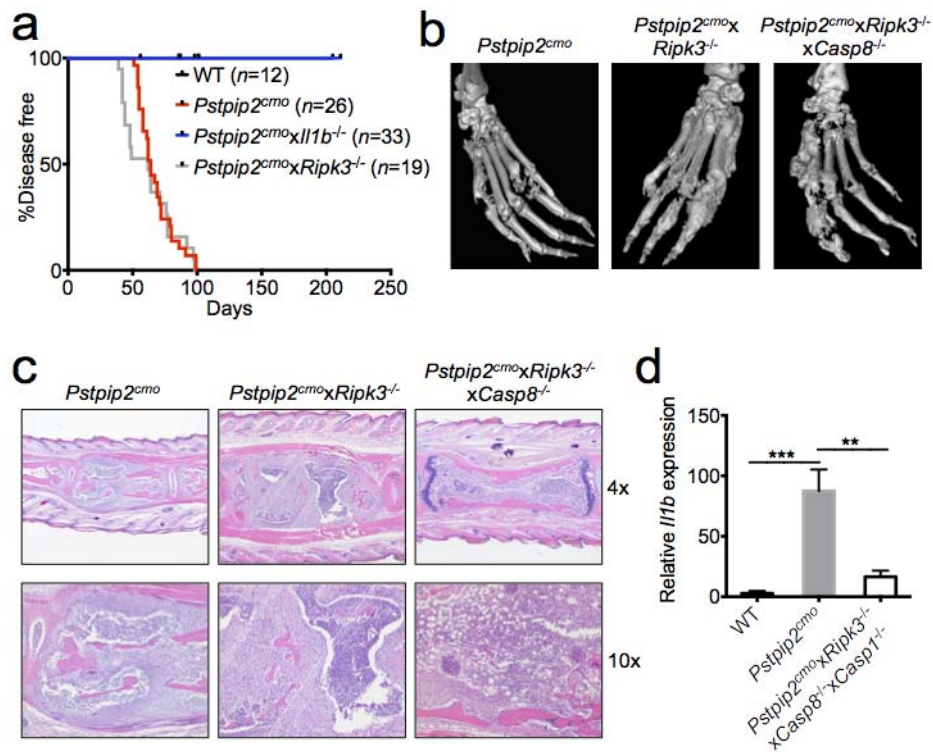 a
100
50
0
%Disease free
0 50 100 150 200 250
Days
WT (n=12)
Pstpip2cmo (n=26)
Pstpip2cmoxIl1b-/- (n=33)
Pstpip2cmoxRipk3-/- (n=19)
b
Pstpip2cmo
Pstpip2cmox
Ripk3-/-
Pstpip2cmoxRipk3-/-
xCasp8-/-
c
Pstpip2cmo
Pstpip2cmoxRipk3-/-
Pstpip2cmoxRipk3-/-
xCasp8-/-
4x
10x
d
150
100
50
0
Relative Il1b expression
***
**
WT
Pstpip2cmo
Pstpip2cmoxRipk3-/-
xCasp8-/-xCasp1-/-